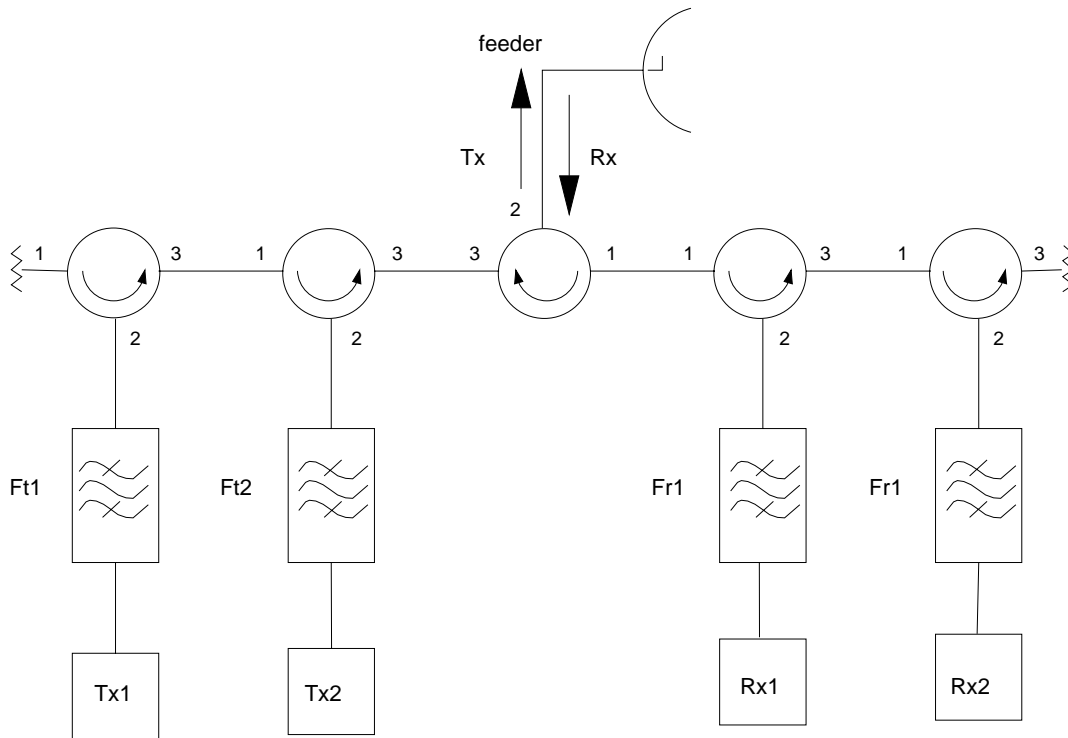 feeder
Tx Rx
2
1 3 1 3 3 1 1 3 1 3
2 2 2 2
Ft1 Ft2 Fr1 Fr1
Tx1 Tx2 Rx1 Rx2